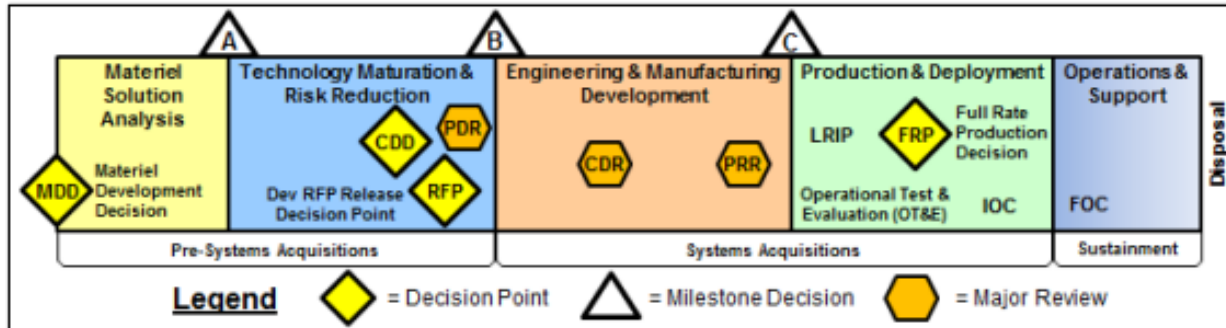 A
B
C
Materiel
Solution
Analysis
MDD
Materiel
Development
Decision
Technology Maturation &
Risk Reduction
CDD
PDR
Dev RFP Release
Decision Point
RFP
Engineering & Manufacturing
Development
CDR
PRR
Production & Deployment
LRIP
FRP
Full Rate
Production
Decision
Operational Test &
Evaluation (OT&E)
IOC
Operations &
Support
FOC
Disposal
Pre-Systems Acquisitions
Systems Acquisitions
Sustainment
Legend
= Decision Point
= Milestone Decision
= Major Review